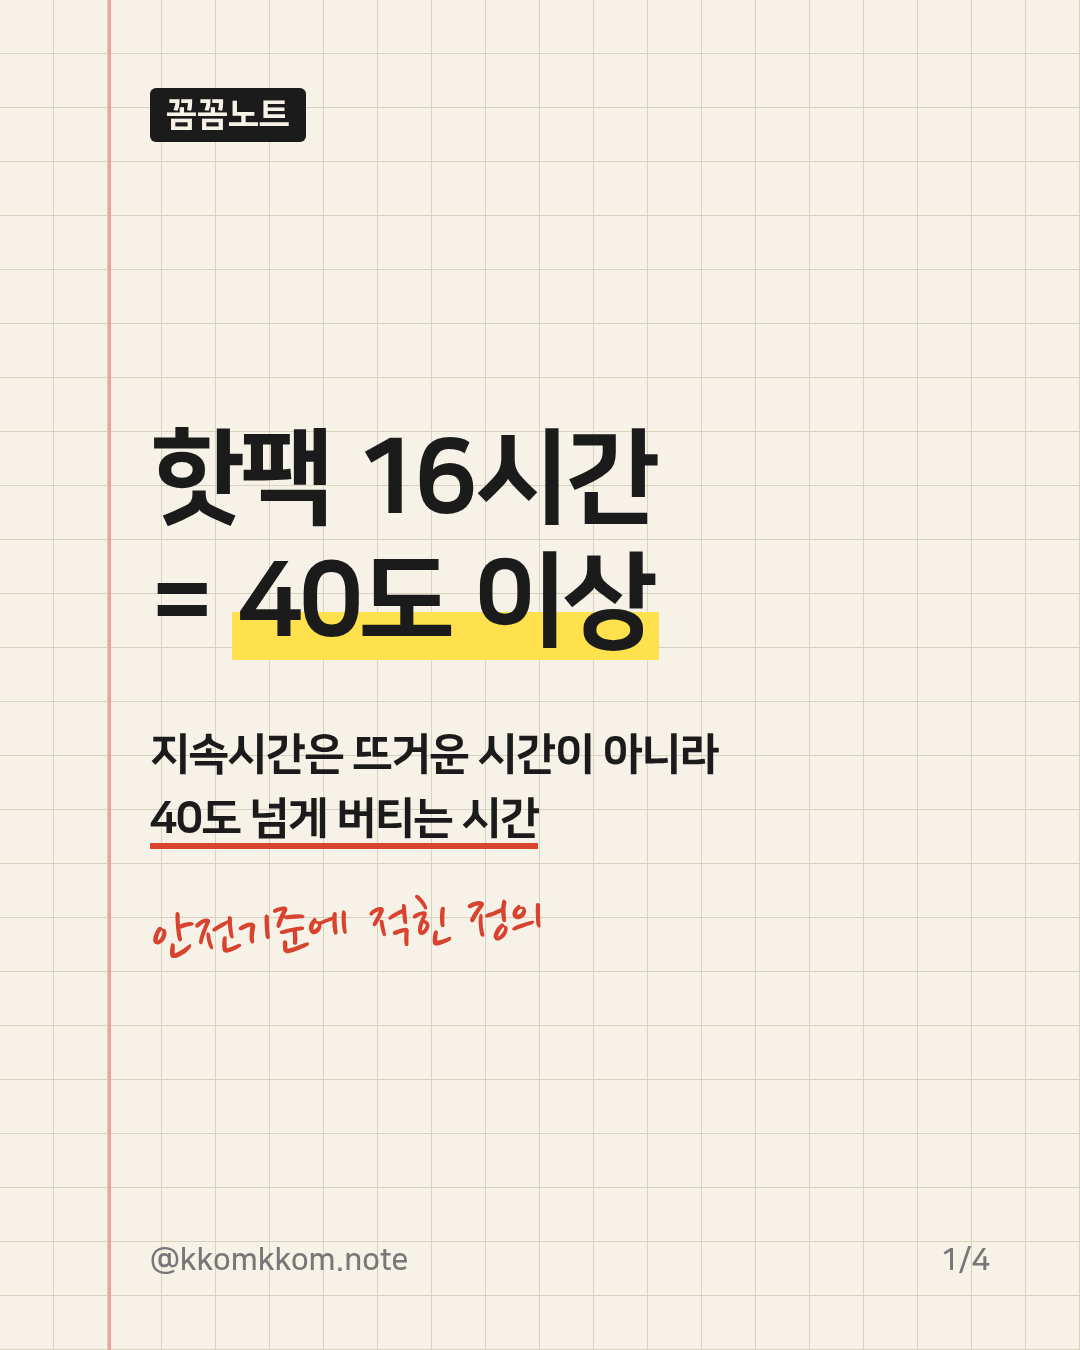 꼼꼼노트
핫팩 16시간
= 40도 이상
지속시간은 뜨거운 시간이 아니라
40도 넘게 버티는 시간
안전기준에 적힌 정의
@kkomkkom.note
1/4